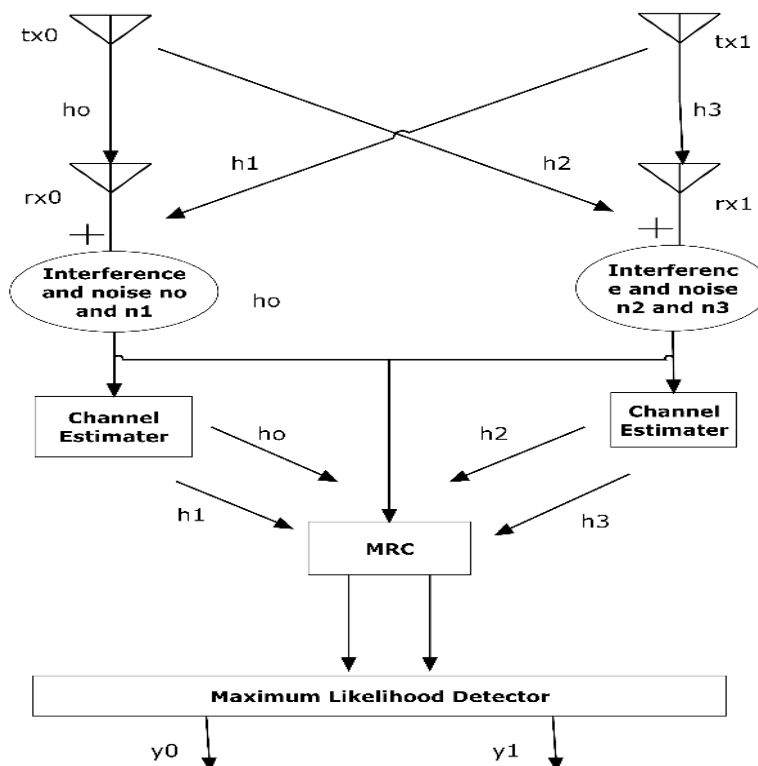 tx0
tx1
ho
h3
h1
h2
rx0
rx1
Interference
and noise no
and n1
Interferenc
e and noise
n2 and n3
ho
Channel
Estimater
Channel
Estimater
ho
h2
h1
h3
MRC
Maximum Likelihood Detector
y0
y1